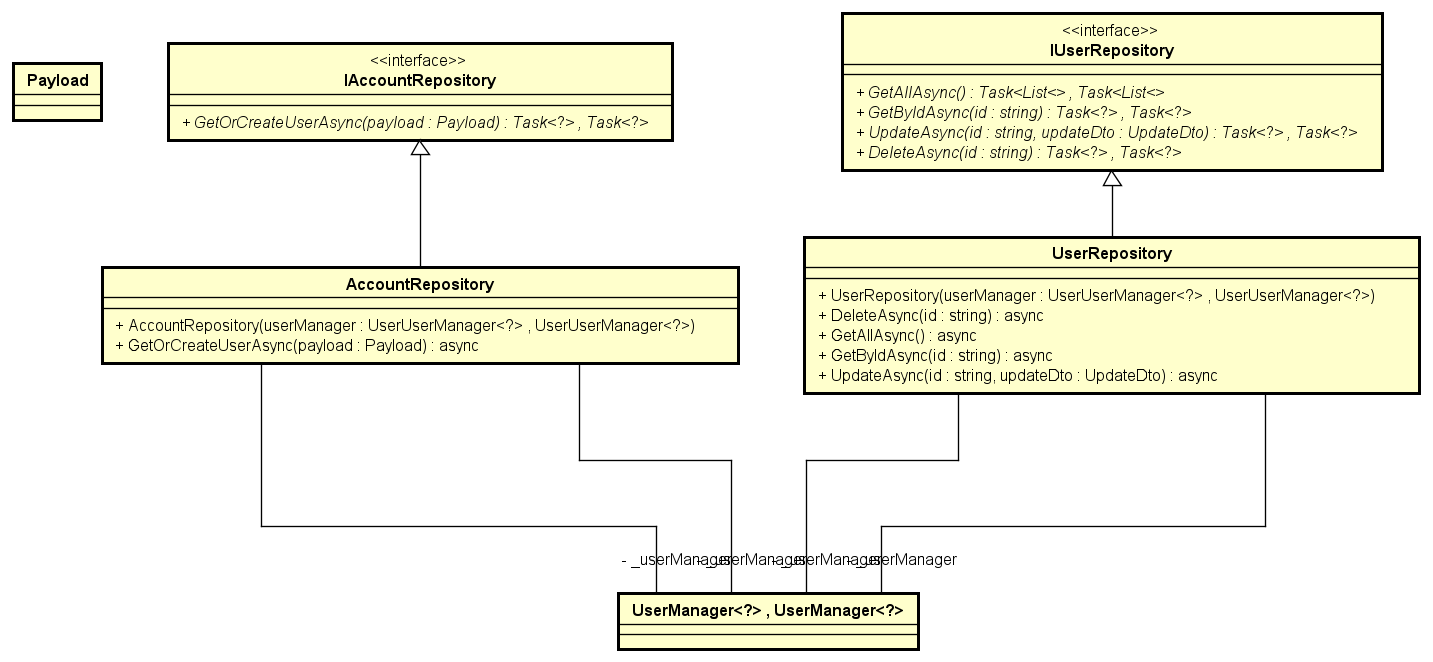 Payload
<<interface>>
IAccountRepository
+ GetOrCreateUserAsync(payload : Payload) : Task<?> , Task<?>
<<interface>>
IUserRepository
+ GetAllAsync() : Task<List<> , Task<List<>
+ GetByIdAsync(id : string) : Task<?> , Task<?>
+ UpdateAsync(id : string, updateDto : UpdateDto) : Task<?> , Task<?>
+ DeleteAsync(id : string) : Task<?> , Task<?>
AccountRepository
+ AccountRepository(userManager : UserUserManager<?> , UserUserManager<?>)
+ GetOrCreateUserAsync(payload : Payload) : async
UserRepository
+ UserRepository(userManager : UserUserManager<?> , UserUserManager<?>)
+ DeleteAsync(id : string) : async
+ GetAllAsync() : async
+ GetByIdAsync(id : string) : async
+ UpdateAsync(id : string, updateDto : UpdateDto) : async
- _userManager
- _userManager
- _userManager
- _userManager
UserManager<?> , UserManager<?>